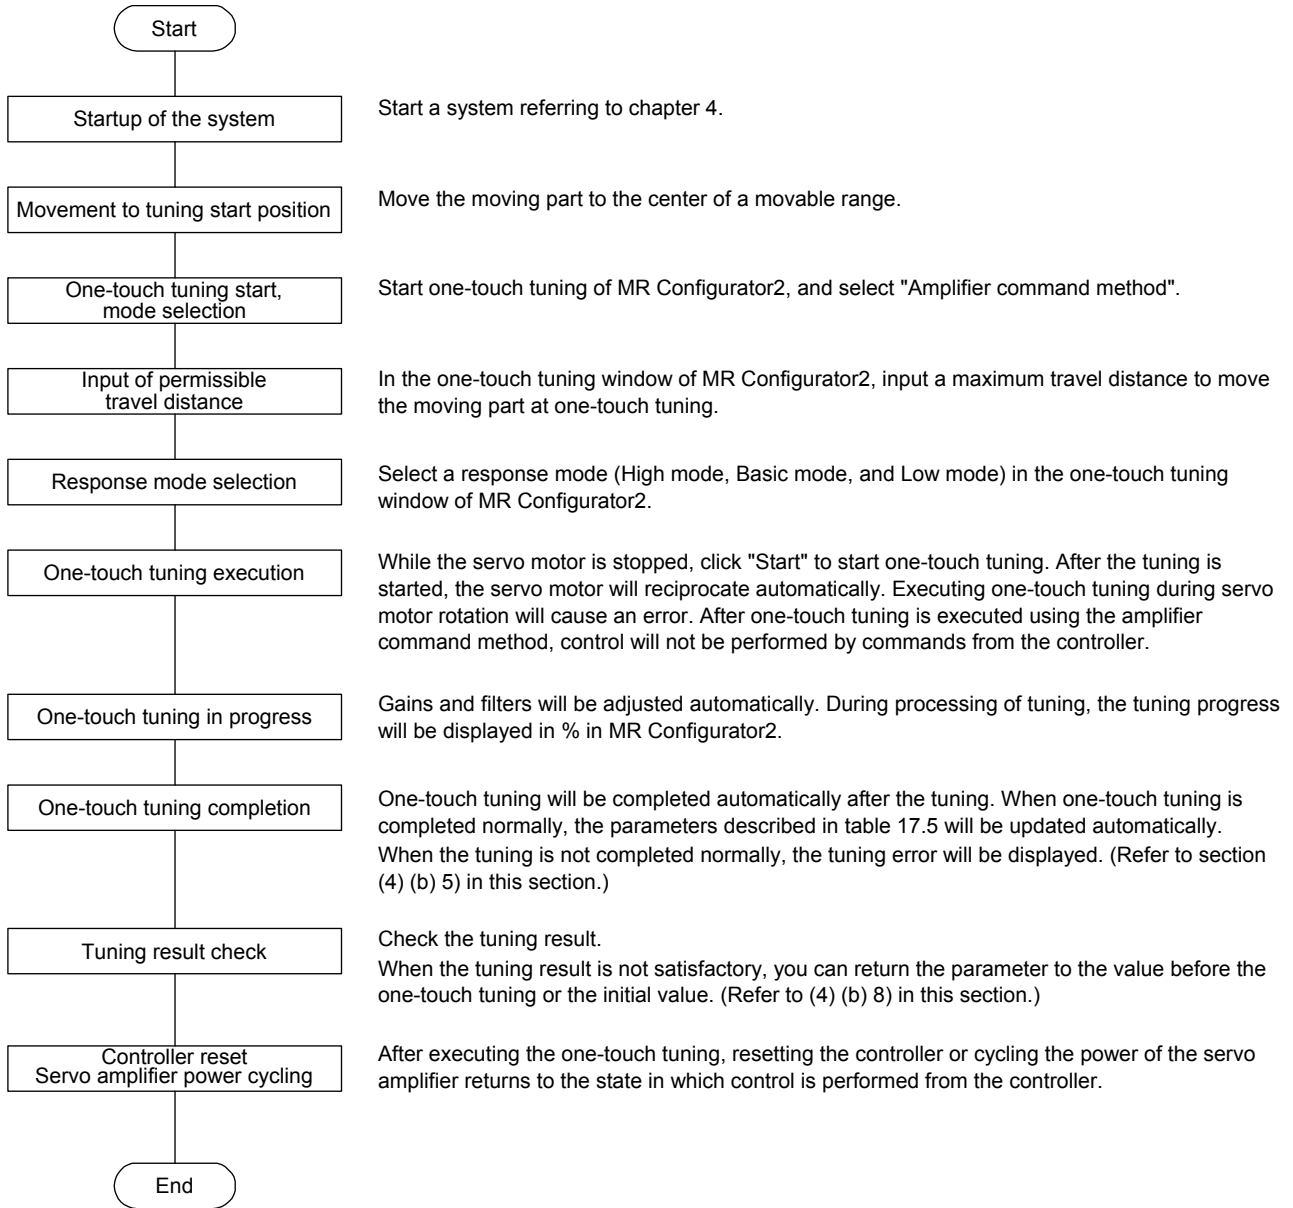 Start
Startup of the system
Start a system referring to chapter 4.
Movement to tuning start position
Move the moving part to the center of a movable range.
One-touch tuning start,
mode selection
Start one-touch tuning of MR Configurator2, and select "Amplifier command method".
Input of permissible
travel distance
In the one-touch tuning window of MR Configurator2, input a maximum travel distance to move
the moving part at one-touch tuning.
Response mode selection
Select a response mode (High mode, Basic mode, and Low mode) in the one-touch tuning
window of MR Configurator2.
One-touch tuning execution
While the servo motor is stopped, click "Start" to start one-touch tuning. After the tuning is
started, the servo motor will reciprocate automatically. Executing one-touch tuning during servo
motor rotation will cause an error. After one-touch tuning is executed using the amplifier
command method, control will not be performed by commands from the controller.
One-touch tuning in progress
Gains and filters will be adjusted automatically. During processing of tuning, the tuning progress
will be displayed in % in MR Configurator2.
One-touch tuning completion
One-touch tuning will be completed automatically after the tuning. When one-touch tuning is
completed normally, the parameters described in table 17.5 will be updated automatically.
When the tuning is not completed normally, the tuning error will be displayed. (Refer to section
(4) (b) 5) in this section.)
Tuning result check
Check the tuning result.
When the tuning result is not satisfactory, you can return the parameter to the value before the
one-touch tuning or the initial value. (Refer to (4) (b) 8) in this section.)
Controller reset
Servo amplifier power cycling
After executing the one-touch tuning, resetting the controller or cycling the power of the servo
amplifier returns to the state in which control is performed from the controller.
End